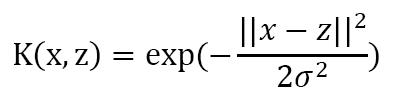 K(x, z) = exp(−||x − z||²/2σ²)